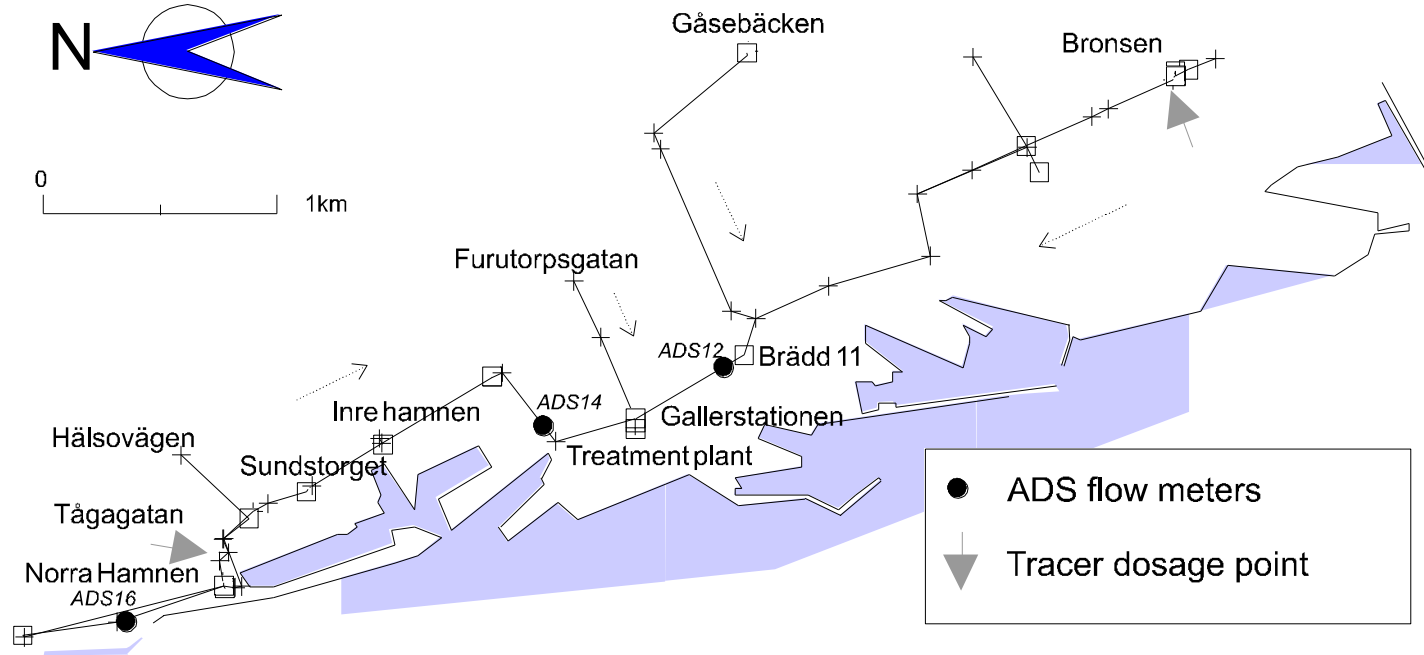 N
Gåsebäcken
Bronsen
0
1km
Furutorpsgatan
ADS12
Brädd 11
Inre hamnen
ADS14
Gallerstationen
Hälsovägen
Sundstorget
Treatment plant
Tågagatan
Norra Hamnen
ADS16
ADS flow meters
Tracer dosage point